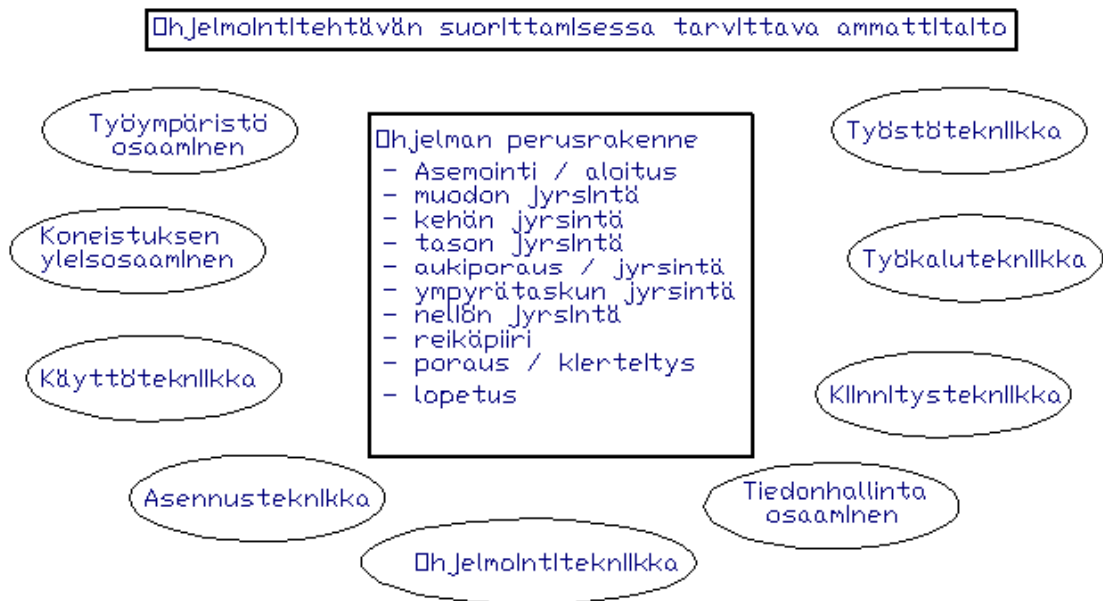 Ohjelmointitehtävän suorittamisessa tarvittava ammattitaito
Työympäristö
osaaminen
Koneistuksen
yleisosaaminen
Käyttötekniikka
Asennusteknikka
Ohjelmointitekniikka
Ohjelman perusrakenne
- Asemointi / aloitus
- muodon jyrsintä
- kehän jyrsintä
- tason jyrsintä
- aukiporaus / jyrsintä
- ympyrätaskun jyrsintä
- neliön jyrsintä
- reikäpiiri
- poraus / kierteitys
- lopetus
Työstötekniikka
Työkalutekniikka
Kiinnitystekniikka
Tiedonhallinta
osaaminen